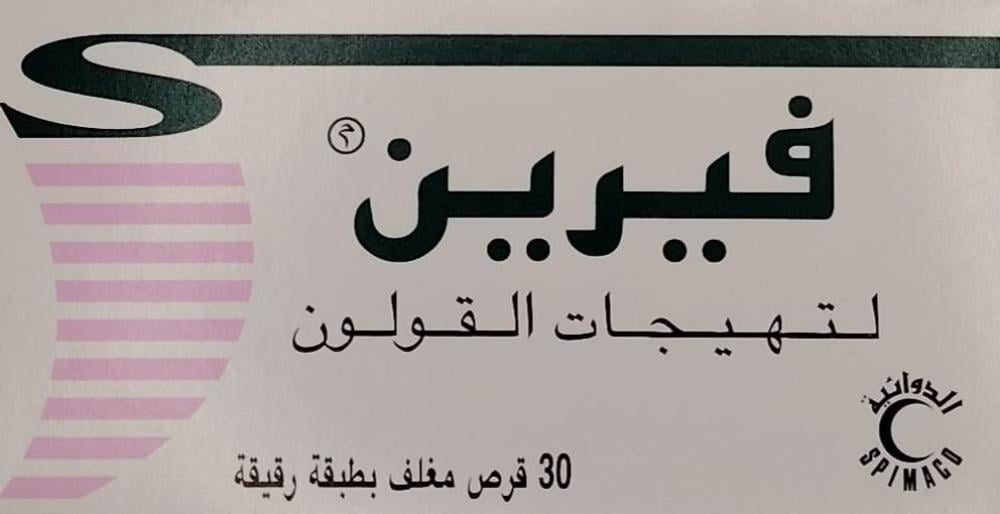 فيرين
م
لتهيجات القولون
الدوائية
SPIMACO
30 قرص مغلف بطبقة رقيقة